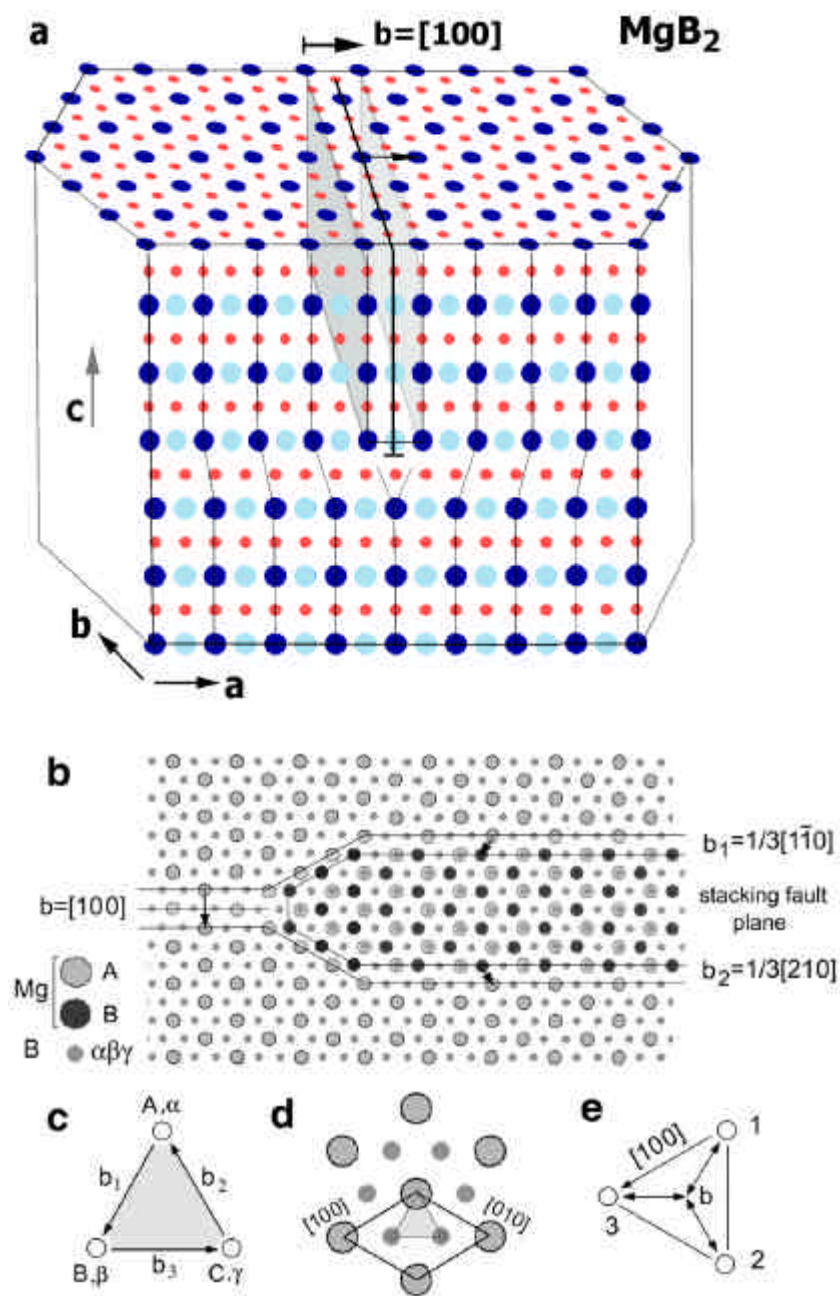 a
b=[100] MgB2
c
b
a
b
b1=1/31[11̅0]
b=[100]
stacking fault
plane
b2=1/3[210]
Mg
A
B
B αβγ
c
A,α
b1
b2
B,β
b3
C,γ
d
[100]
[010]
e
1
[100]
b
3
2